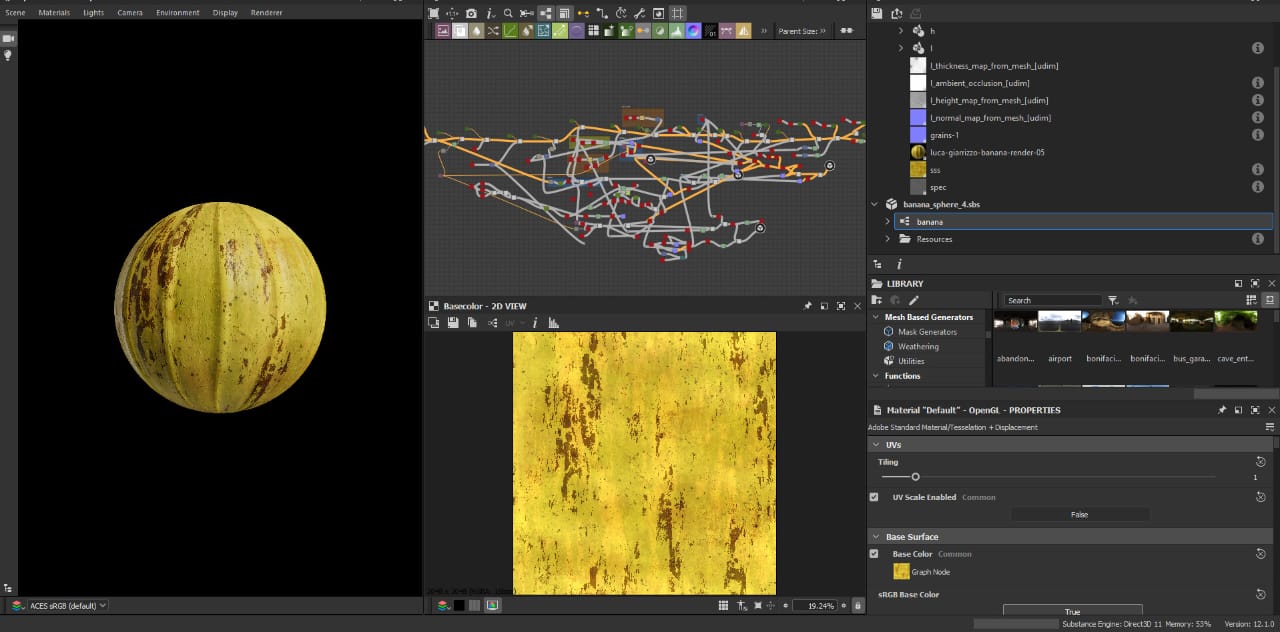 Scene Materials Lights Camera Environment Display Renderer
Parent Size: »
h
l
l_thickness_map_from_mesh_[udim]
l_ambient_occlusion_[udim]
l_height_map_from_mesh_[udim]
l_normal_map_from_mesh_[udim]
grains-1
luca-giarrizzo-banana-render-05
sss
spec
banana_sphere_4.sbs
banana
Resources
LIBRARY
Search
Mesh Based Generators
Mask Generators
Weathering
Utilities
Functions
abandon... airport bonifaci... bonifaci... bus_gara... cave_ent...
Basecolor - 2D VIEW
UV
19.24%
ACES sRGB (default)
Material "Default" - OpenGL - PROPERTIES
Adobe Standard Material/Tesselation + Displacement
UVs
Tiling
1
UV Scale Enabled Common
False
Base Surface
Base Color Common
Graph Node
sRGB Base Color
True
Substance Engine: Direct3D 11 Memory: 53% Version: 12.1.0